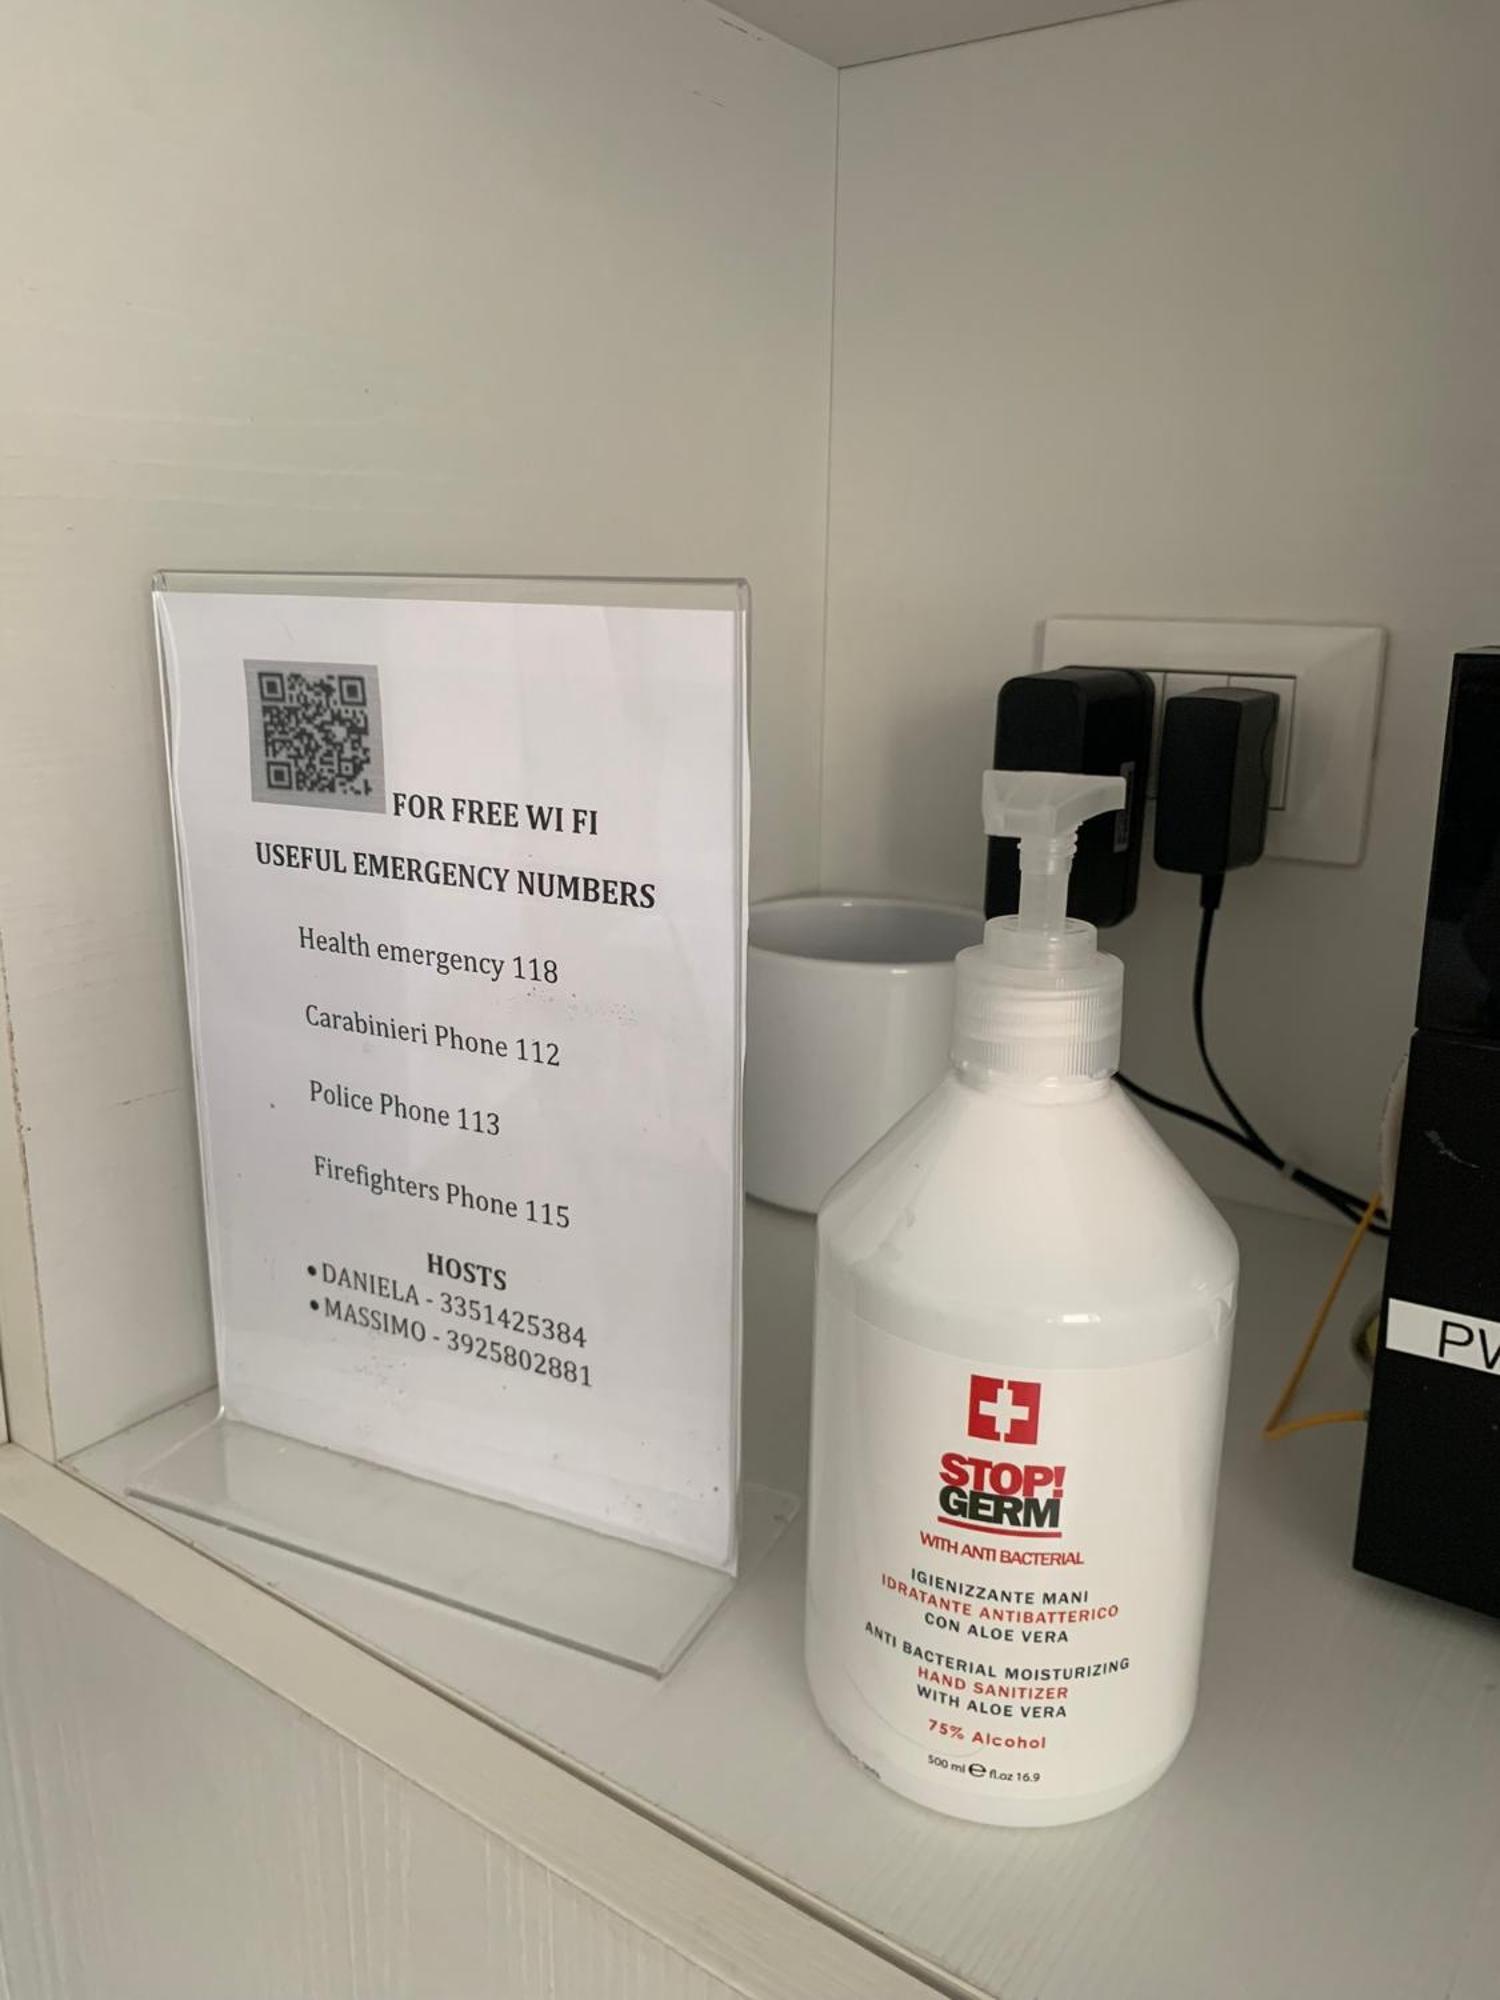 FOR FREE WI FI
USEFUL EMERGENCY NUMBERS
Health emergency 118
Carabinieri Phone 112
Police Phone 113
Firefighters Phone 115
HOSTS
•DANIELA - 3351425384
•MASSIMO - 3925802881
STOP!
GERM
WITH ANTI BACTERIAL
IGIENIZZANTE MANI
IDRATANTE ANTIBATTERICO
CON ALOE VERA
ANTI BACTERIAL MOISTURIZING
HAND SANITIZER
WITH ALOE VERA
75% Alcohol
500 ml ℮ fl.oz 16.9